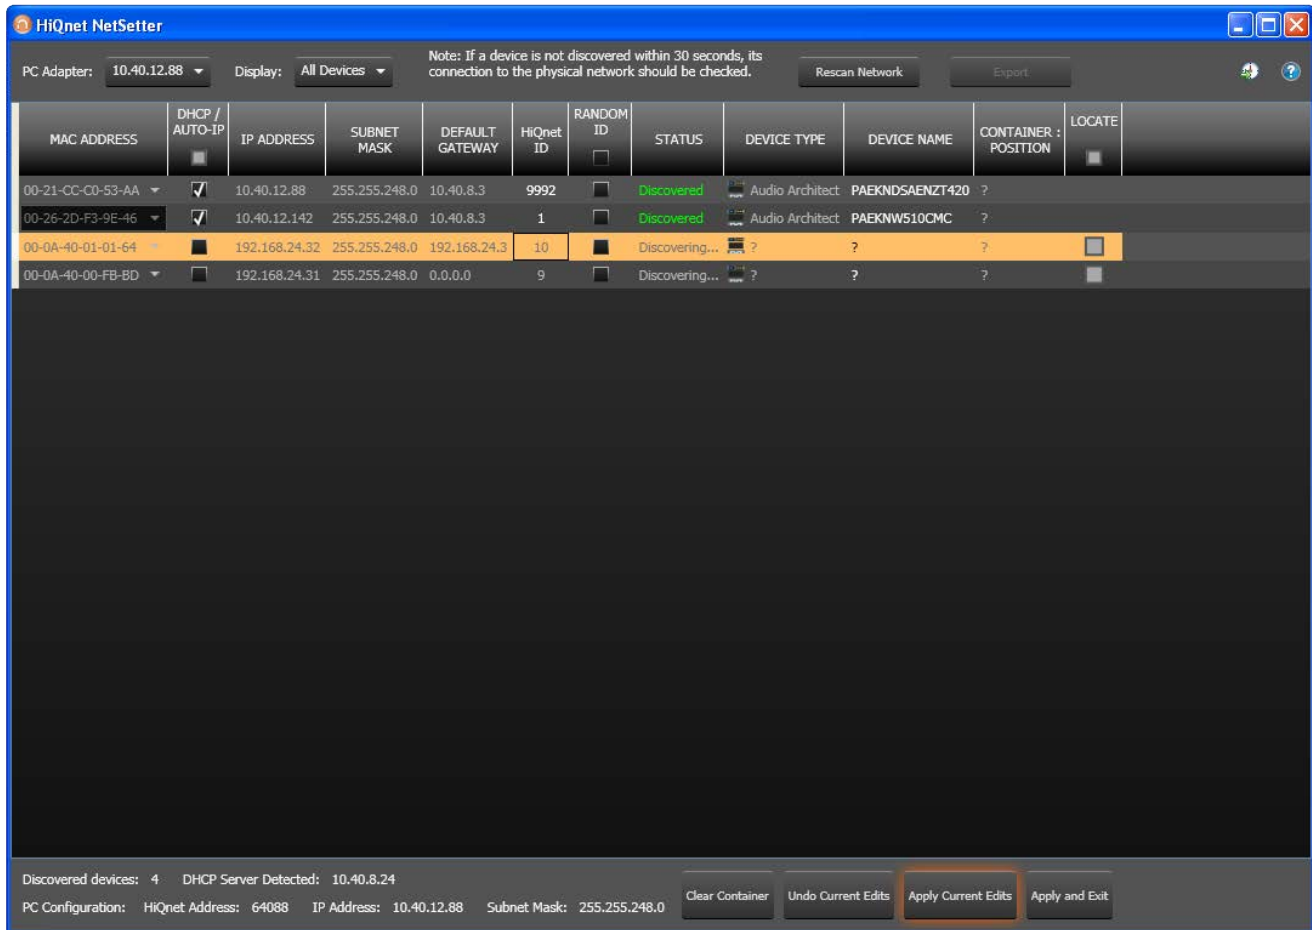 HiQnet NetSetter
PC Adapter: 10.40.12.88 Display: All Devices Note: If a device is not discovered within 30 seconds, its
connection to the physical network should be checked. Rescan Network Export
MAC ADDRESS DHCP / AUTO-IP IP ADDRESS SUBNET MASK DEFAULT GATEWAY HiQnet ID RANDOM ID STATUS DEVICE TYPE DEVICE NAME CONTAINER : POSITION LOCATE
00-21-CC-C0-53-AA 10.40.12.88 255.255.248.0 10.40.8.3 9992 Discovered Audio Architect PAEKNDSAENZT420 ?
00-26-2D-F3-9E-46 10.40.12.142 255.255.248.0 10.40.8.3 1 Discovered Audio Architect PAEKNW510CMC ?
00-0A-40-01-01-64 192.168.24.32 255.255.248.0 192.168.24.3 10 Discovering... ? ? ?
00-0A-40-00-FB-BD 192.168.24.31 255.255.248.0 0.0.0.0 9 Discovering... ? ? ?
Discovered devices: 4 DHCP Server Detected: 10.40.8.24
PC Configuration: HiQnet Address: 64088 IP Address: 10.40.12.88 Subnet Mask: 255.255.248.0
Clear Container Undo Current Edits Apply Current Edits Apply and Exit